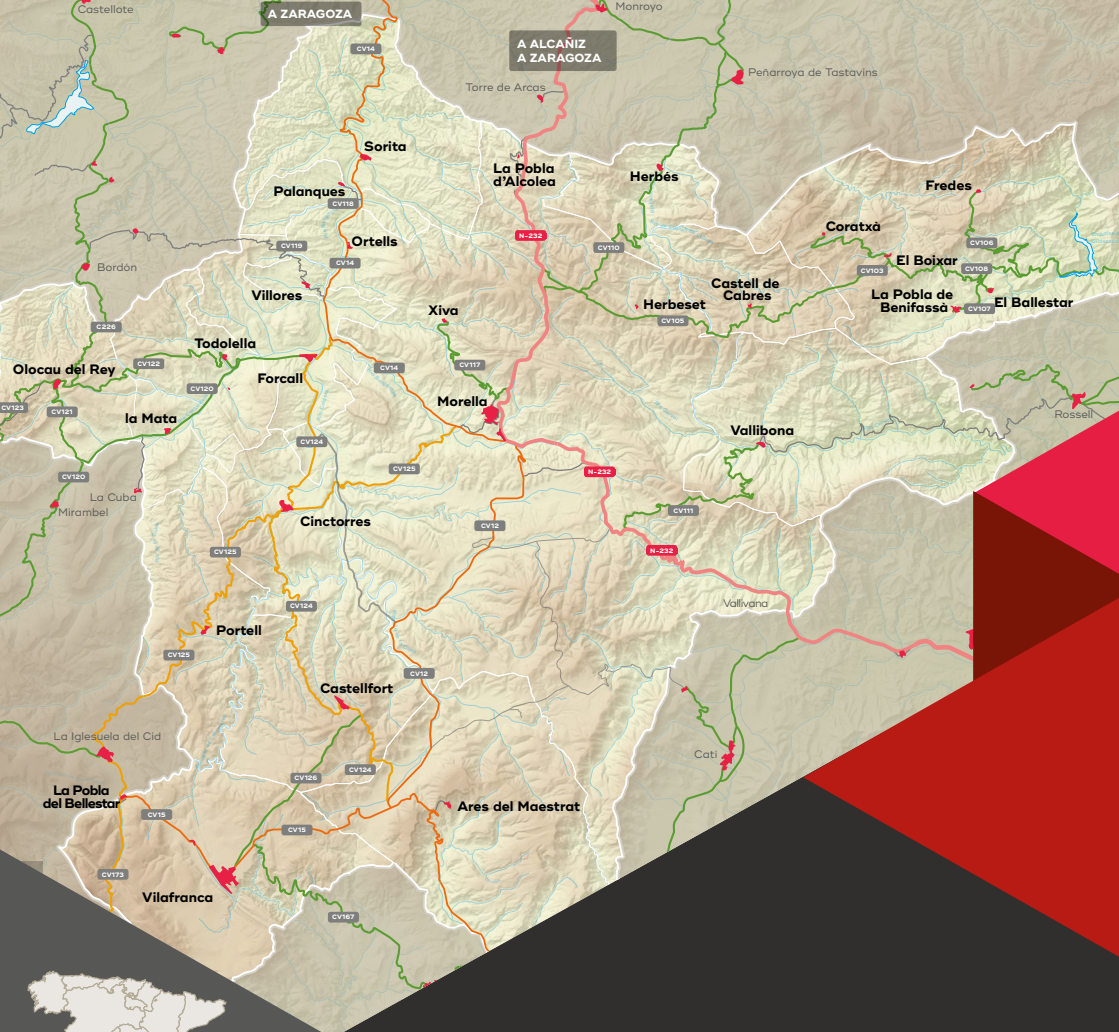 Castellote
A ZARAGOZA
Monroyo
CV14
A ALCAÑIZ
A ZARAGOZA
Peñarroya de Tastavins
Torre de Arcas
Sorita
La Pobla
d'Alcolea
Herbés
Palanques
CV118
Fredes
Coratxà
N-232
Ortells
CV119
CV110
CV106
CV14
El Boixar
CV103
CV108
Bordón
Villores
Castell de
Cabres
La Pobla de
Benifassà
El Ballestar
CV107
Herbeset
Xiva
CV105
C226
Todolella
CV122
CV117
CV14
Olocau del Rey
Forcall
CV120
CV123
CV121
Morella
Rossell
la Mata
Vallibona
CV124
CV125
N-232
CV120
La Cuba
Mirambel
CV111
Cinctorres
CV12
CV125
N-232
CV124
Vallivana
Portell
CV125
CV12
Castellfort
La Iglesuela del Cid
Catí
CV124
CV126
La Pobla
del Bellestar
Ares del Maestrat
CV15
CV15
CV173
Vilafranca
CV167